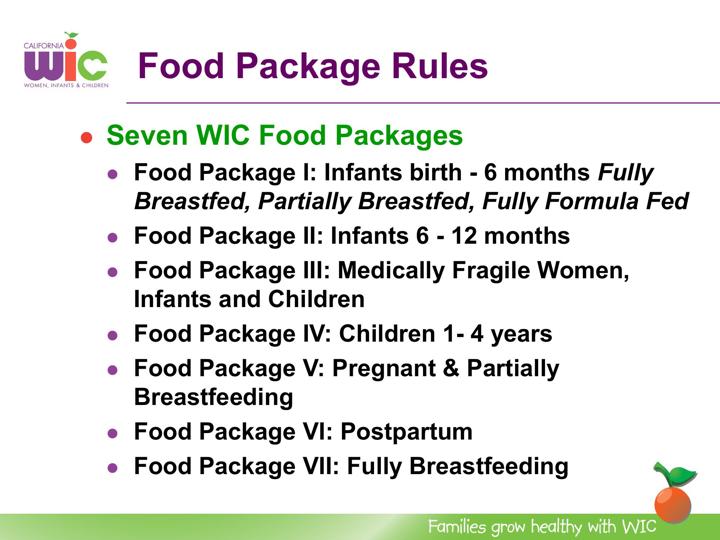 CALIFORNIA
WIC
WOMEN, INFANTS & CHILDREN
Food Package Rules
Seven WIC Food Packages
Food Package I: Infants birth - 6 months Fully
Breastfed, Partially Breastfed, Fully Formula Fed
Food Package II: Infants 6 - 12 months
Food Package III: Medically Fragile Women,
Infants and Children
Food Package IV: Children 1- 4 years
Food Package V: Pregnant & Partially
Breastfeeding
Food Package VI: Postpartum
Food Package VII: Fully Breastfeeding
Families grow healthy with WIC